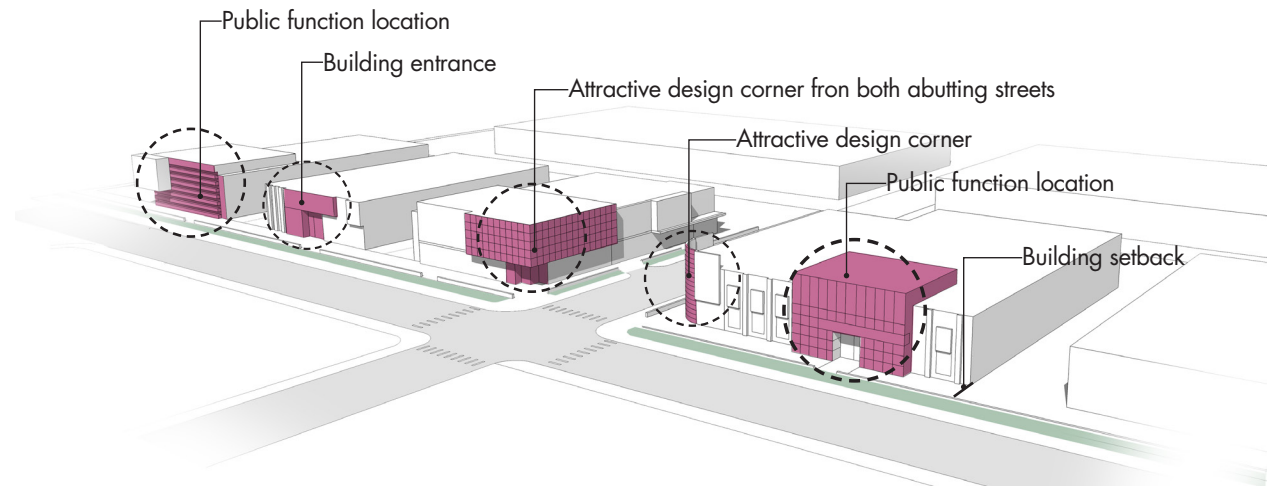 Public function location
Building entrance
Attractive design corner fron both abutting streets
Attractive design corner
Public function location
Building setback